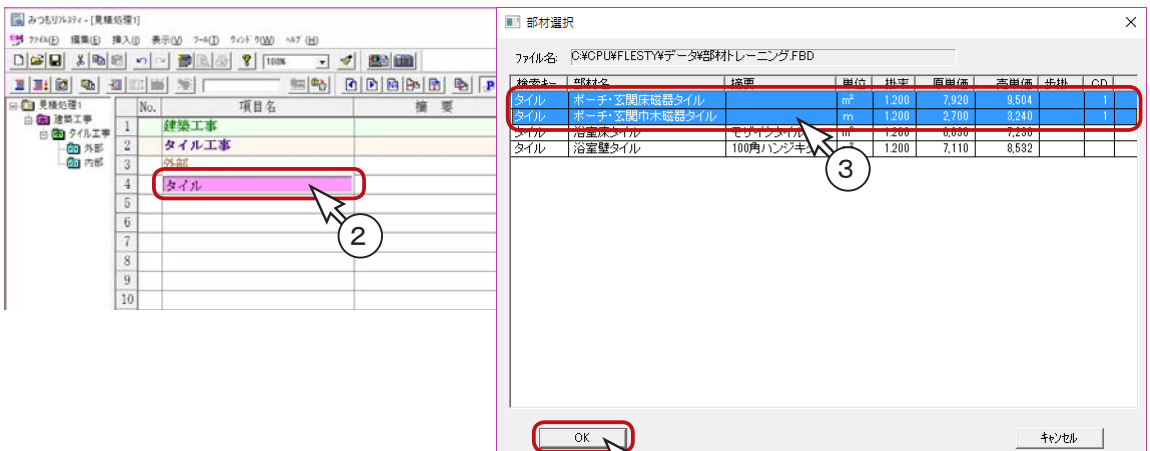 みつもりフレスティ - [見積処理1]
ファイル(F) 編集(E) 挿入(I) 表示(V) ツール(T) ウィンドウ(W) ヘルプ(H)
100%
見積処理1
建築工事
タイル工事
外部
内部
No. 項目名 摘 要
1 建築工事
2 タイル工事
3 外部
4 タイル
5
6
7
8
9
10
②
部材選択
ファイル名: C:¥CPU¥FLESTY¥データ¥部材トレーニング.FBD
検索キー 部材名 摘要 単位 掛率 原単価 売単価 歩掛 CD
タイル ポーチ・玄関床磁器タイル m² 1.200 7,920 9,504 1
タイル ポーチ・玄関巾木磁器タイル m 1.200 2,700 3,240 1
タイル 浴室床タイル モザイクタイル m² 1.200
タイル 浴室壁タイル 100角ハンジキ 1.200 7,110 8,532
③
OK キャンセル